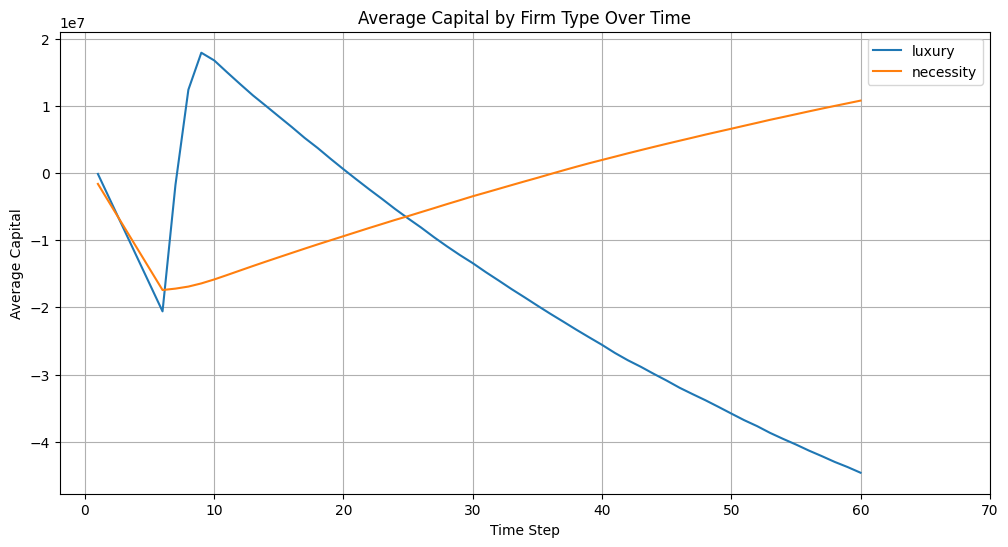 Average Capital by Firm Type Over Time
1e7
luxury
necessity
2
1
0
−1
−2
−3
−4
Average Capital
0 10 20 30 40 50 60 70
Time Step